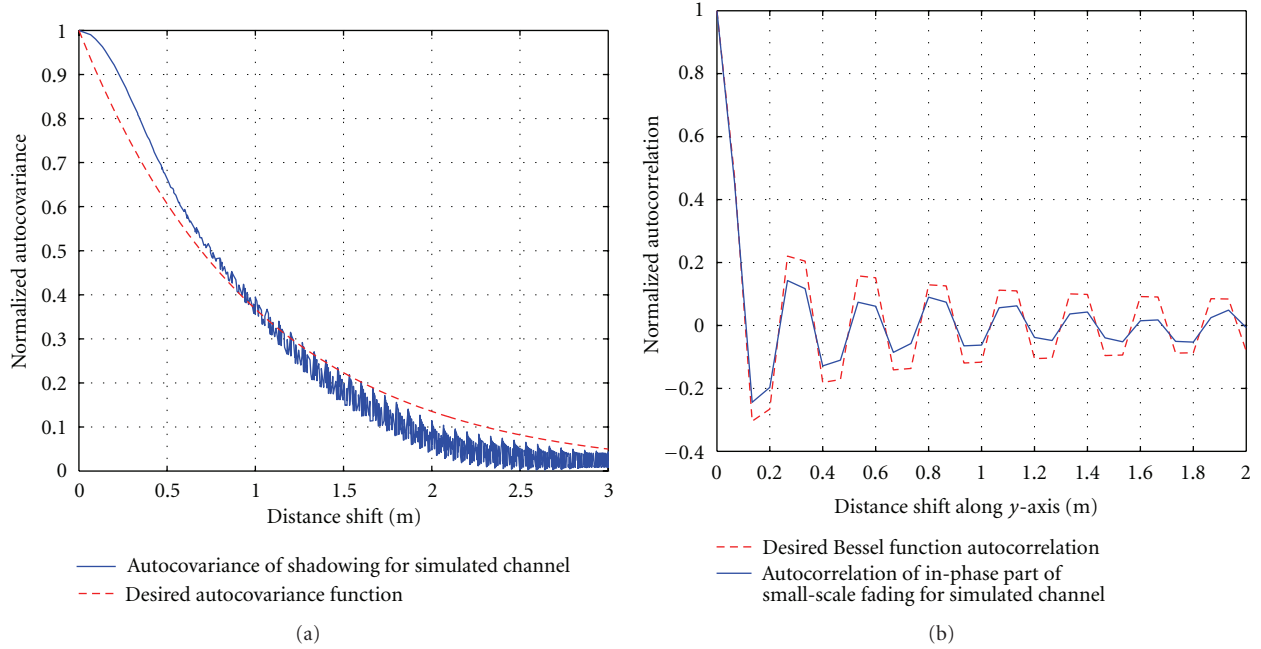 1
0.9
0.8
0.7
0.6
0.5
0.4
0.3
0.2
0.1
0
Normalized autocovariance
0 0.5 1 1.5 2 2.5 3
Distance shift (m)
Autocovariance of shadowing for simulated channel
Desired autocovariance function
(a)
1
0.8
0.6
0.4
0.2
0
−0.2
−0.4
Normalized autocorrelation
0 0.2 0.4 0.6 0.8 1 1.2 1.4 1.6 1.8 2
Distance shift along y-axis (m)
Desired Bessel function autocorrelation
Autocorrelation of in-phase part of
small-scale fading for simulated channel
(b)